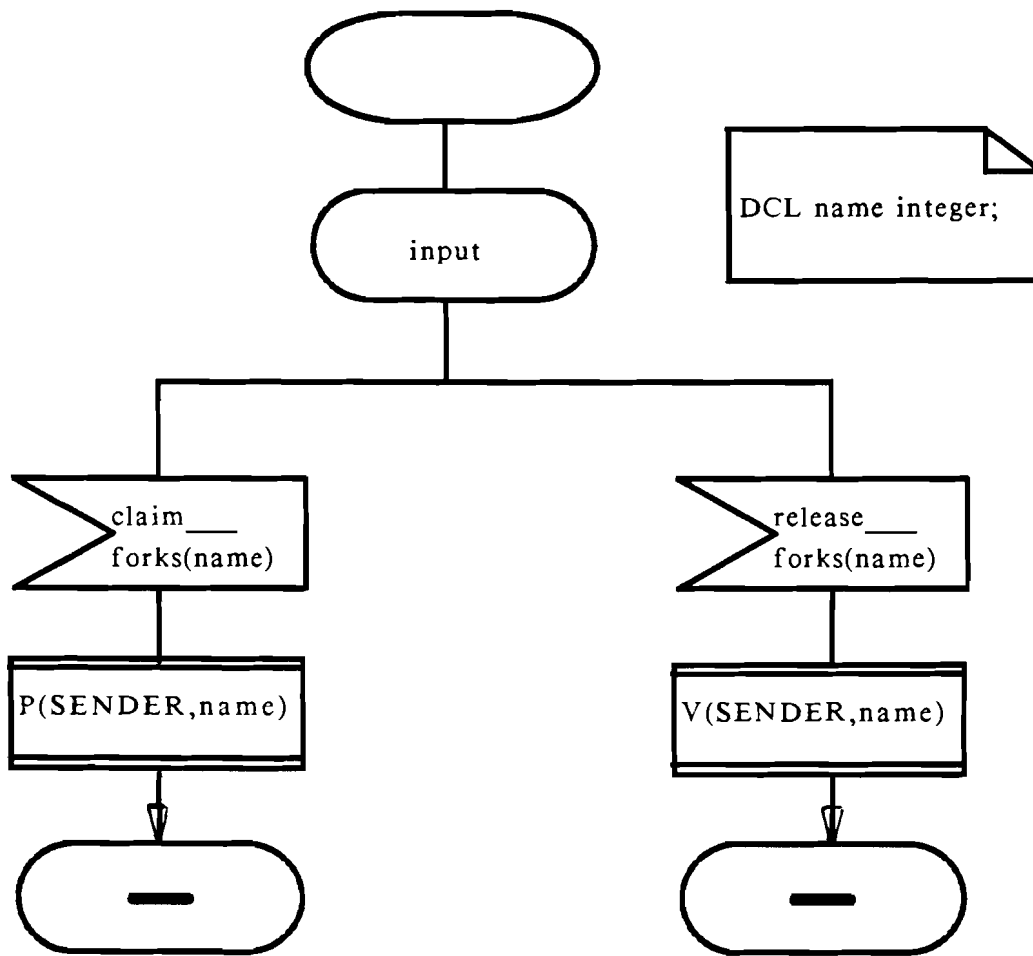 DCL name integer;
input
claim___
forks(name)
release___
forks(name)
P(SENDER,name)
V(SENDER,name)
—
—